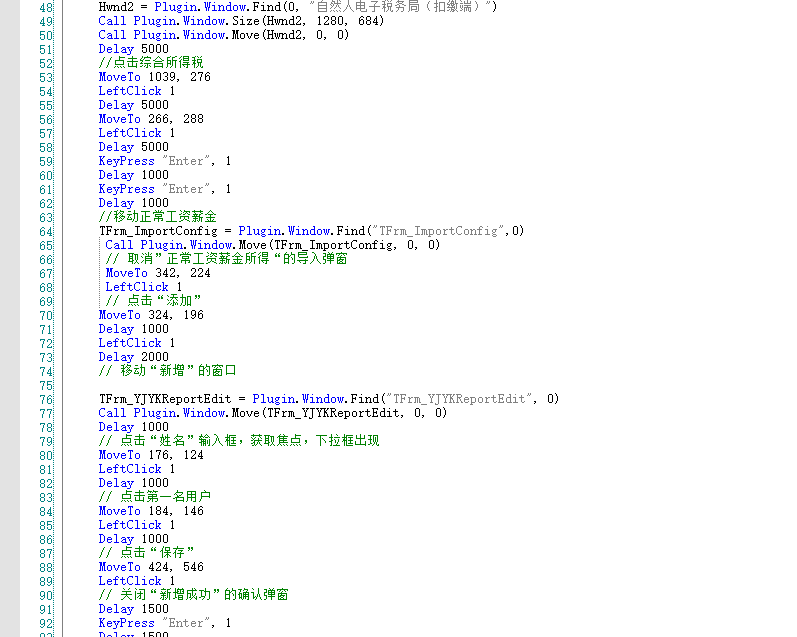 48 Hwnd2 = Plugin.Window.Find(0, "自然人电子税务局（扣缴端）")
49 Call Plugin.Window.Size(Hwnd2, 1280, 684)
50 Call Plugin.Window.Move(Hwnd2, 0, 0)
51 Delay 5000
52 //点击综合所得税
53 MoveTo 1039, 276
54 LeftClick 1
55 Delay 5000
56 MoveTo 266, 288
57 LeftClick 1
58 Delay 5000
59 KeyPress "Enter", 1
60 Delay 1000
61 KeyPress "Enter", 1
62 Delay 1000
63 //移动正常工资薪金
64 TFrm_ImportConfig = Plugin.Window.Find("TFrm_ImportConfig",0)
65 Call Plugin.Window.Move(TFrm_ImportConfig, 0, 0)
66 // 取消”正常工资薪金所得“的导入弹窗
67 MoveTo 342, 224
68 LeftClick 1
69 // 点击“添加”
70 MoveTo 324, 196
71 Delay 1000
72 LeftClick 1
73 Delay 2000
74 // 移动“新增”的窗口
75
76 TFrm_YJYKReportEdit = Plugin.Window.Find("TFrm_YJYKReportEdit", 0)
77 Call Plugin.Window.Move(TFrm_YJYKReportEdit, 0, 0)
78 Delay 1000
79 // 点击“姓名”输入框，获取焦点，下拉框出现
80 MoveTo 176, 124
81 LeftClick 1
82 Delay 1000
83 // 点击第一名用户
84 MoveTo 184, 146
85 LeftClick 1
86 Delay 1000
87 // 点击“保存”
88 MoveTo 424, 546
89 LeftClick 1
90 // 关闭“新增成功”的确认弹窗
91 Delay 1500
92 KeyPress "Enter", 1
93 Delay 1500